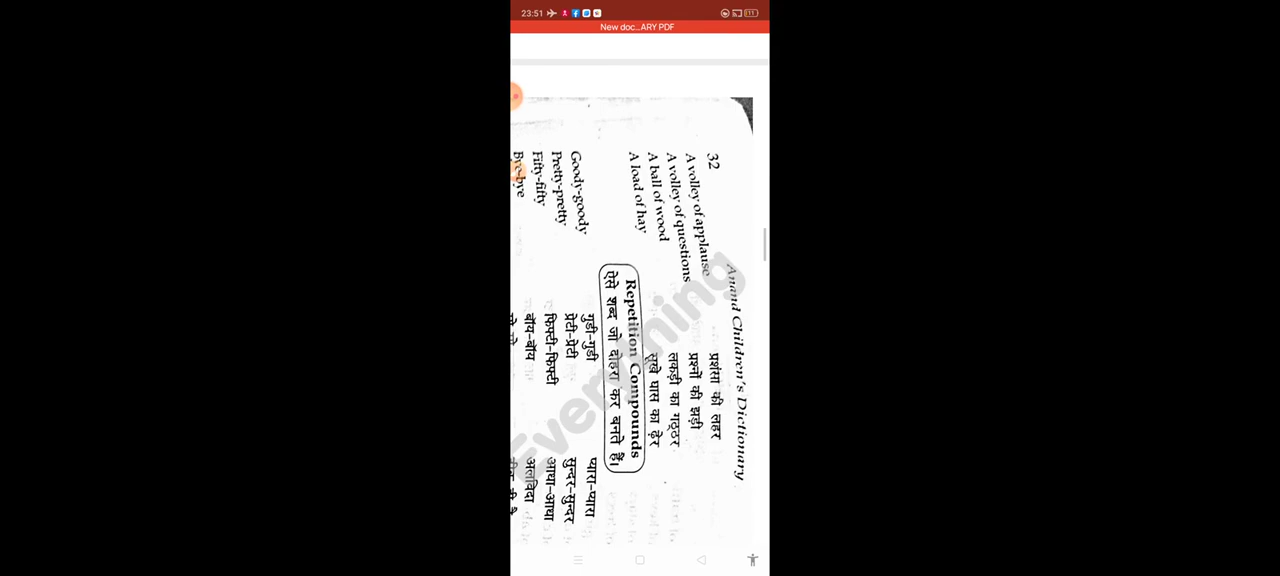 23:51
New doc...ARY PDF
32 Anand Children's Dictionary
A volley of applause प्रशंसा की लहर
A volley of questions प्रश्नों की झड़ी
A ball of wood लकड़ी का गठ्ठर
A load of hay सूखे घास का ढ़ेर
Repetition Compounds
ऐसे शब्द जो दोहरा कर बनते हैं।
Goody-goody गुडी-गुडी प्यारा-प्यारा
Pretty-pretty प्रेटी-प्रेटी सुन्दर-सुन्दर
Fifty-fifty फिफ्टी-फिफ्टी आधा-आधा
Bye-bye बॉय-बॉय अलविदा
Everything